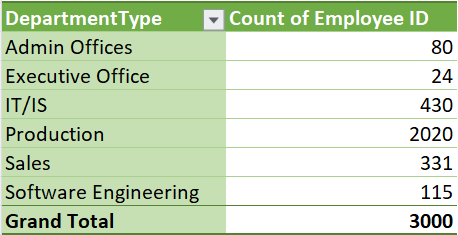 DepartmentType Count of Employee ID
Admin Offices 80
Executive Office 24
IT/IS 430
Production 2020
Sales 331
Software Engineering 115
Grand Total 3000